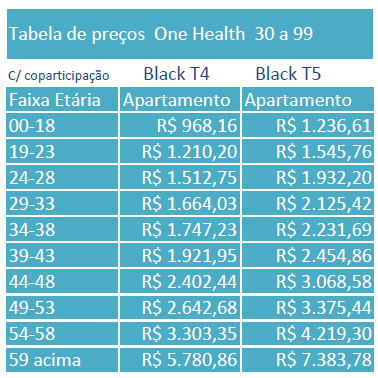 Tabela de preços One Health 30 a 99
C/ coparticipação Black T4 Black T5
Faixa Etária Apartamento Apartamento
00-18 R$ 968,16 R$ 1.236,61
19-23 R$ 1.210,20 R$ 1.545,76
24-28 R$ 1.512,75 R$ 1.932,20
29-33 R$ 1.664,03 R$ 2.125,42
34-38 R$ 1.747,23 R$ 2.231,69
39-43 R$ 1.921,95 R$ 2.454,86
44-48 R$ 2.402,44 R$ 3.068,58
49-53 R$ 2.642,68 R$ 3.375,44
54-58 R$ 3.303,35 R$ 4.219,30
59 acima R$ 5.780,86 R$ 7.383,78